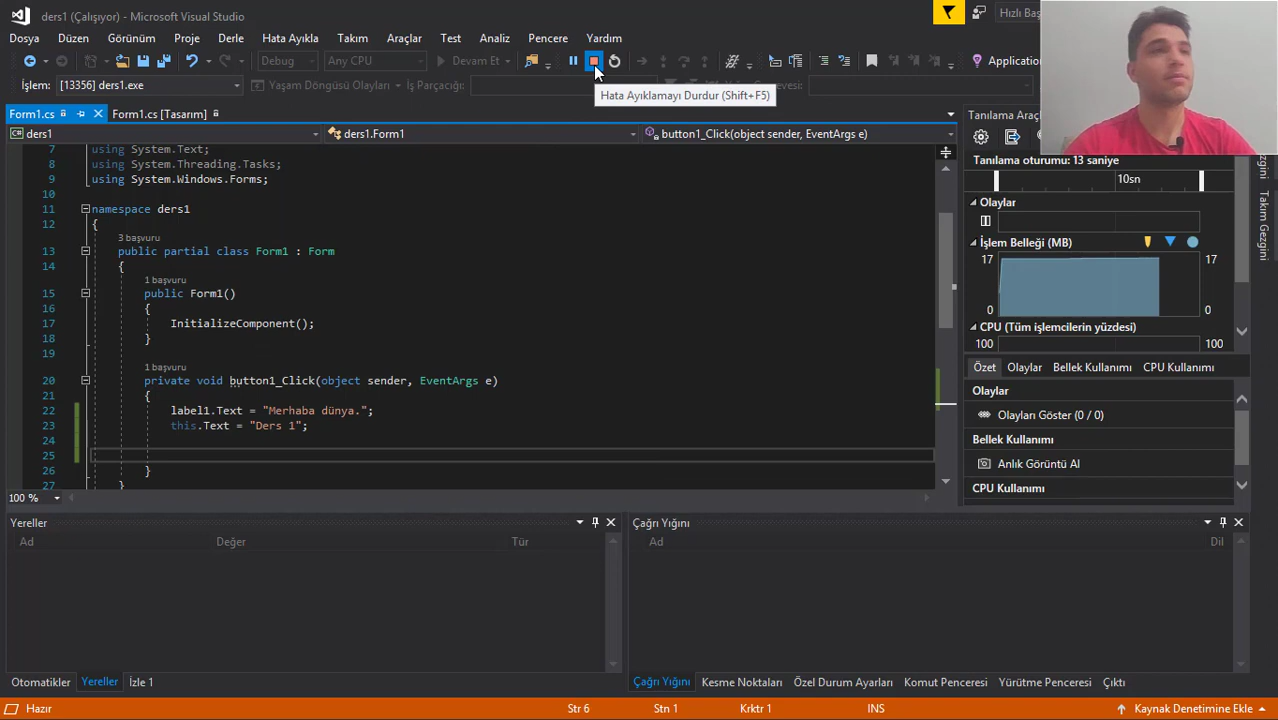 ders1 (Çalışıyor) - Microsoft Visual Studio
Hızlı Baş
Dosya Düzen Görünüm Proje Derle Hata Ayıkla Takım Araçlar Test Analiz Pencere Yardım
Debug Any CPU Devam Et Application
İşlem: [13356] ders1.exe Yaşam Döngüsü Olayları İş Parçacığı:
Hata Ayıklamayı Durdur (Shift+F5)
Form1.cs Form1.cs [Tasarım]
Tanılama Araç
ders1 ders1.Form1 button1_Click(object sender, EventArgs e)
7 using System.Text;
8 using System.Threading.Tasks;
9 using System.Windows.Forms;
10
11 namespace ders1
12 {
3 başvuru
13 public partial class Form1 : Form
14 {
1 başvuru
15 public Form1()
16 {
17 InitializeComponent();
18 }
19
1 başvuru
20 private void button1_Click(object sender, EventArgs e)
21 {
22 label1.Text = "Merhaba dünya.";
23 this.Text = "Ders 1";
24
25
26 }
27 }
100 %
Tanılama oturumu: 13 saniye
10sn
Olaylar
İşlem Belleği (MB)
17 17
0 0
CPU (Tüm işlemcilerin yüzdesi)
100 100
Özet Olaylar Bellek Kullanımı CPU Kullanımı
Olaylar
Olayları Göster (0 / 0)
Bellek Kullanımı
Anlık Görüntü Al
CPU Kullanımı
Takım Gezgini
Yereller
Ad Değer Tür
Çağrı Yığını
Ad Dil
Otomatikler Yereller İzle 1
Çağrı Yığını Kesme Noktaları Özel Durum Ayarları Komut Penceresi Yürütme Penceresi Çıktı
Hazır Str 6 Stn 1 Krktr 1 INS Kaynak Denetimine Ekle